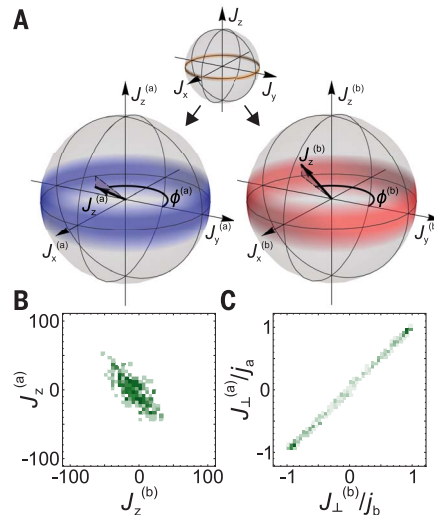 A
J_z
J_x
J_y
J_z^(a)
J_z^(b)
J_z^(a)
ϕ^(a)
J_x^(a)
J_y^(a)
J_z^(b)
ϕ^(b)
J_x^(b)
J_y^(b)
B
100
0
-100
J_z^(a)
-100
0
100
J_z^(b)
C
1
0
-1
J_⊥^(a)/j_a
-1
0
1
J_⊥^(b)/j_b